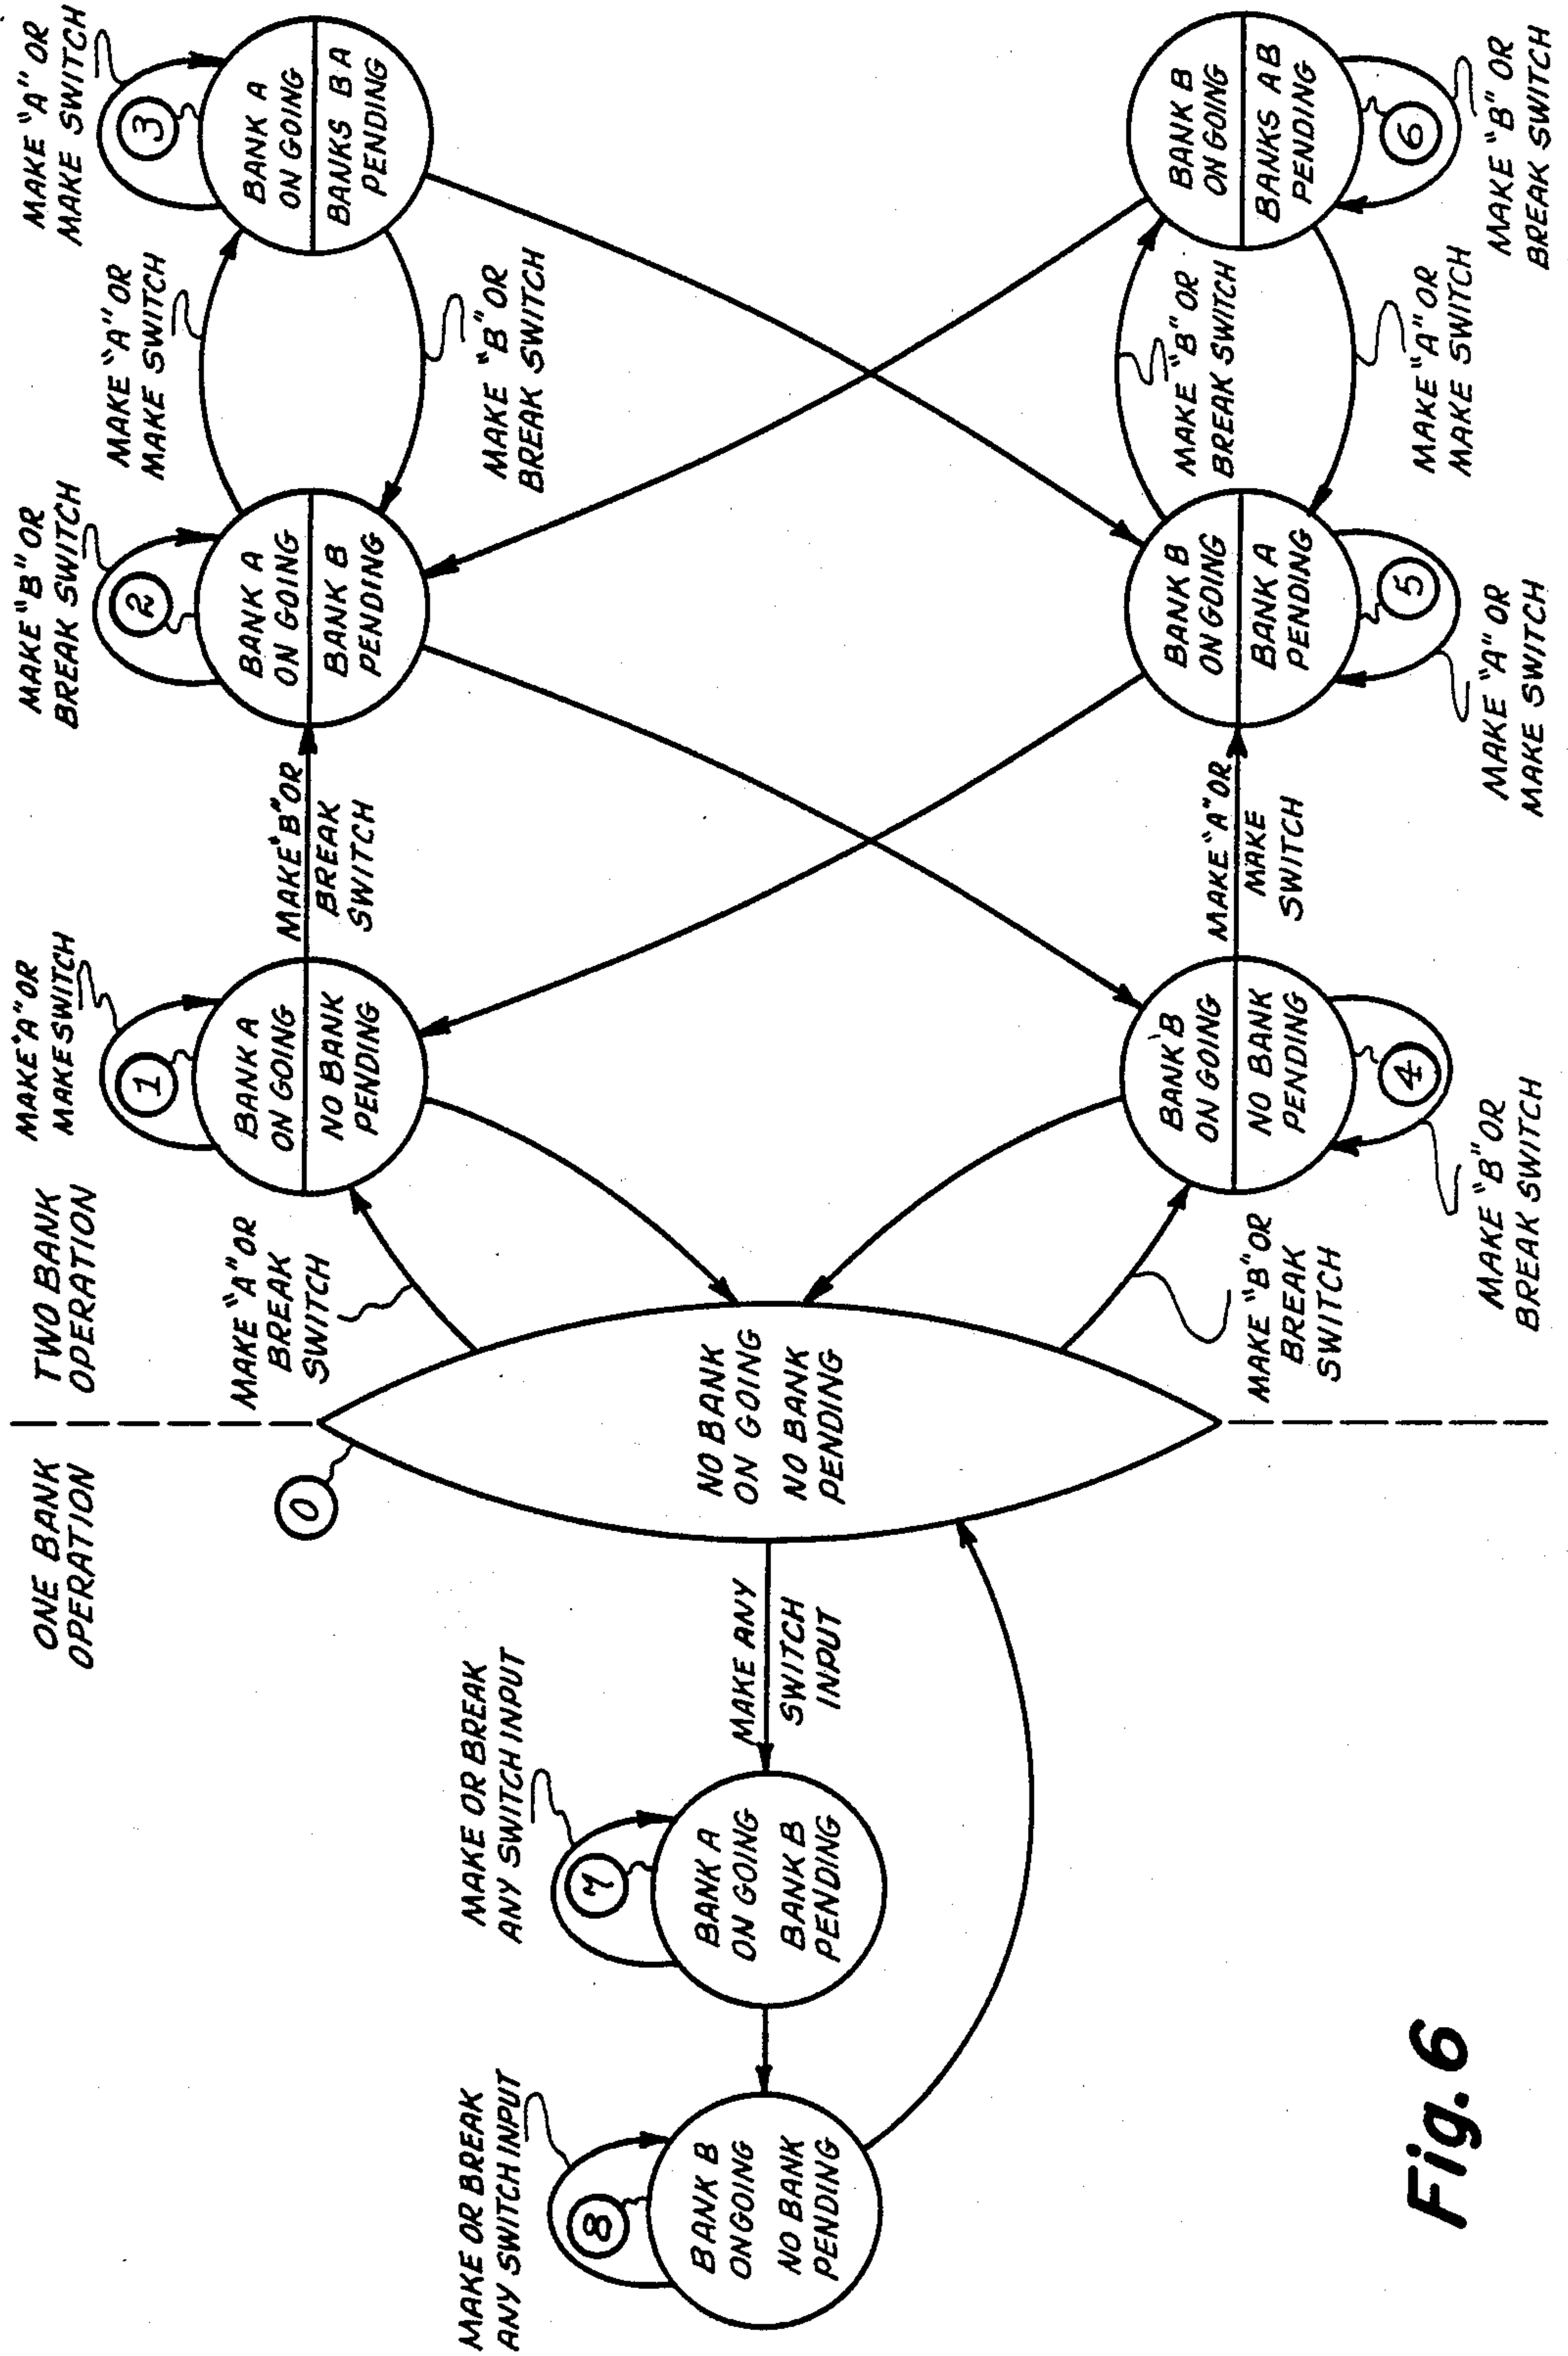 ONE BANK
OPERATION
TWO BANK
OPERATION
MAKE OR BREAK
ANY SWITCH INPUT
8
BANK B
ONGOING
NO BANK
PENDING
MAKE OR BREAK
ANY SWITCH INPUT
7
BANK A
ON GOING
BANK B
PENDING
MAKE ANY
SWITCH
INPUT
0
NO BANK
ON GOING
NO BANK
PENDING
MAKE "A" OR
BREAK
SWITCH
MAKE "A" OR
MAKE SWITCH
1
BANK A
ON GOING
NO BANK
PENDING
MAKE "B" OR
BREAK
SWITCH
MAKE "B" OR
BREAK SWITCH
2
BANK A
ON GOING
BANK B
PENDING
MAKE "A" OR
MAKE SWITCH
MAKE "B" OR
BREAK SWITCH
MAKE "A" OR
MAKE SWITCH
3
BANK A
ON GOING
BANKS B A
PENDING
MAKE "B" OR
BREAK
SWITCH
BANK B
ON GOING
NO BANK
PENDING
4
MAKE "B" OR
BREAK SWITCH
MAKE "A" OR
MAKE
SWITCH
BANK B
ON GOING
BANK A
PENDING
5
MAKE "A" OR
MAKE SWITCH
MAKE "B" OR
BREAK SWITCH
MAKE "A" OR
MAKE SWITCH
BANK B
ON GOING
BANKS AB
PENDING
6
MAKE "B" OR
BREAK SWITCH
Fig. 6